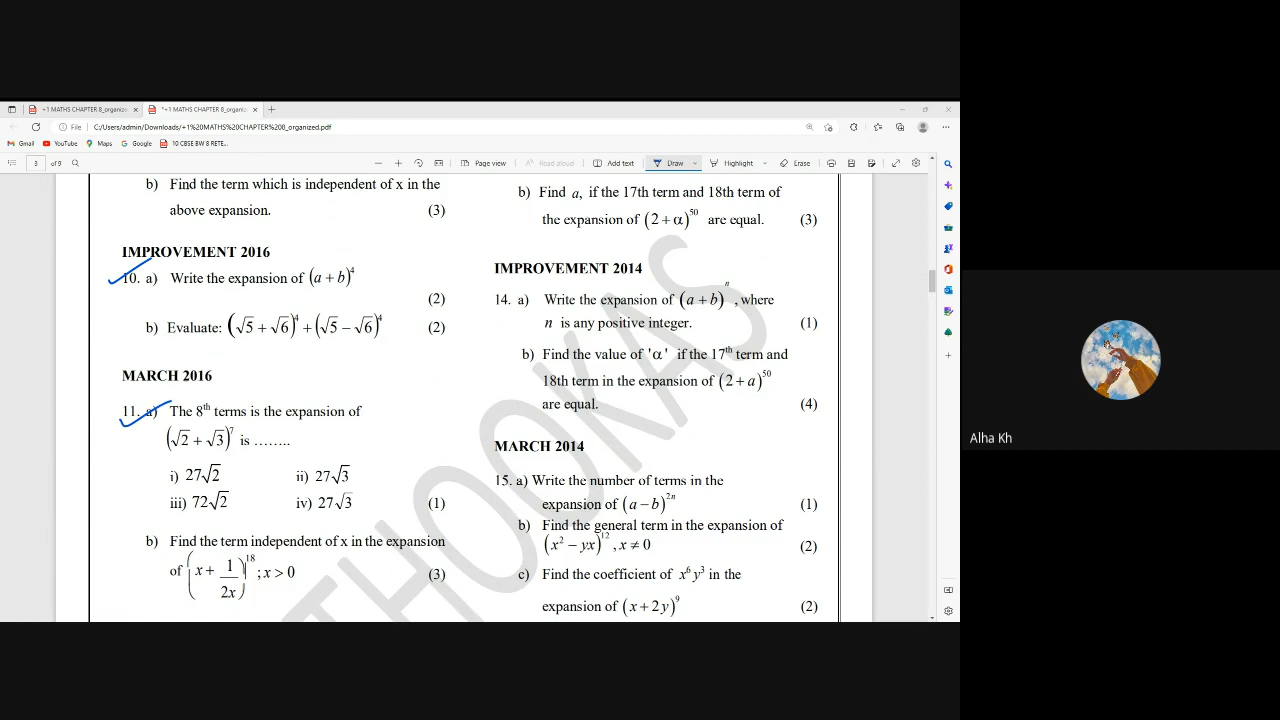 +1 MATHS CHAPTER 8_organize
*+1 MATHS CHAPTER 8_organi
File C:/Users/admin/Downloads/+1%20MATHS%20CHAPTER%208_organized.pdf
Gmail YouTube Maps Google 10 CBSE BW 8 RETE...
3 of 9 Page view Read aloud Add text Draw Highlight Erase
b) Find the term which is independent of x in the
above expansion. (3)
IMPROVEMENT 2016
10. a) Write the expansion of (a + b)^4
(2)
b) Evaluate: (√5 + √6)^4 + (√5 − √6)^4 (2)
MARCH 2016
11. a) The 8th terms is the expansion of
(√2 + √3)^7 is ........
i) 27√2 ii) 27√3
iii) 72√2 iv) 27√3 (1)
b) Find the term independent of x in the expansion
of (x + 1/2x)^18 ; x > 0 (3)
b) Find a, if the 17th term and 18th term of
the expansion of (2 + α)^50 are equal. (3)
IMPROVEMENT 2014
14. a) Write the expansion of (a + b)^n, where
n is any positive integer. (1)
b) Find the value of 'α' if the 17th term and
18th term in the expansion of (2 + a)^50
are equal. (4)
MARCH 2014
15. a) Write the number of terms in the
expansion of (a − b)^2n (1)
b) Find the general term in the expansion of
(x² − yx)^12, x ≠ 0 (2)
c) Find the coefficient of x⁶y³ in the
expansion of (x + 2y)^9 (2)
THOOKAS
Alha Kh